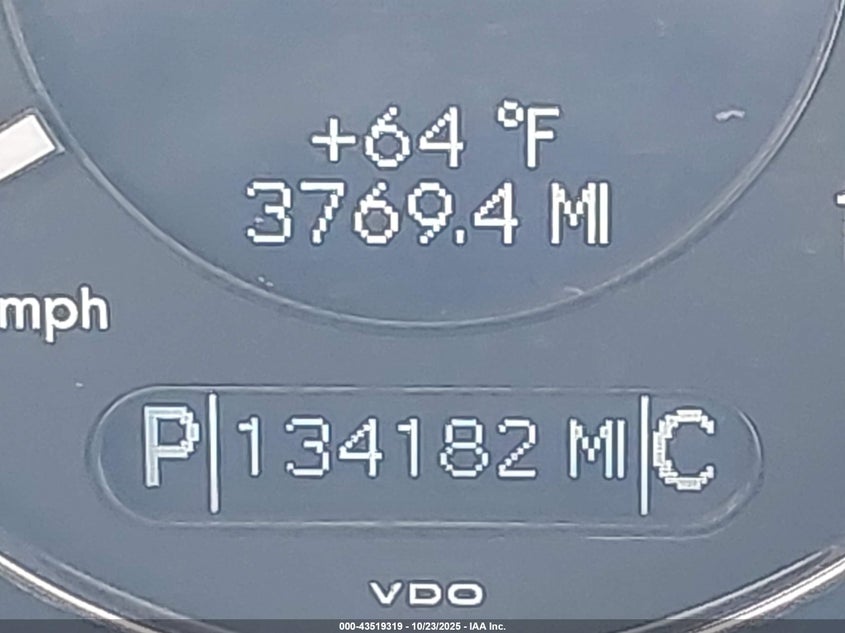 +64 °F
3769.4 MI
mph
P 134182 MI C
VDO
000-43519319 - 10/23/2025 - IAA Inc.